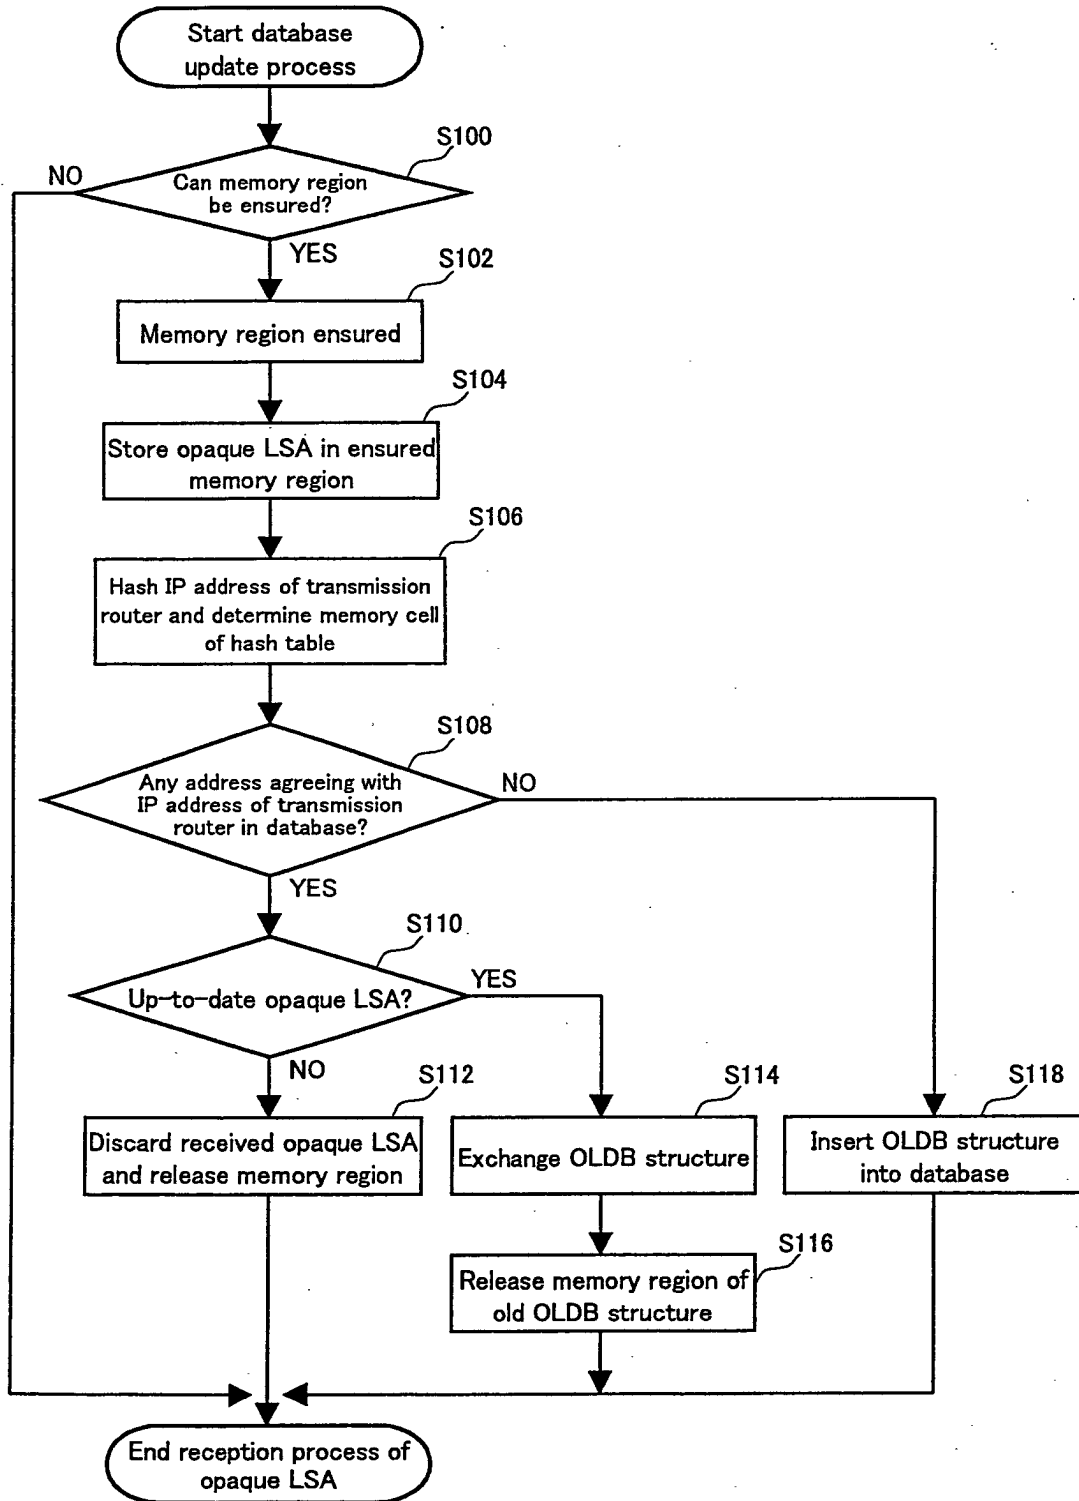 Start database
update process
S100
NO
Can memory region
be ensured?
YES
S102
Memory region ensured
S104
Store opaque LSA in ensured
memory region
S106
Hash IP address of transmission
router and determine memory cell
of hash table
S108
Any address agreeing with
IP address of transmission
router in database?
NO
YES
S110
Up-to-date opaque LSA?
YES
NO
S112
Discard received opaque LSA
and release memory region
S114
Exchange OLDB structure
S118
Insert OLDB structure
into database
S116
Release memory region of
old OLDB structure
End reception process of
opaque LSA